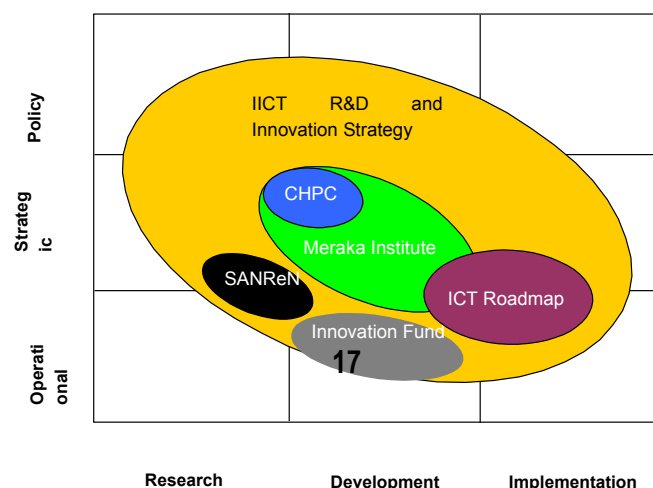 Policy
IICT R&D and
Innovation Strategy
Strateg
ic
CHPC
Meraka Institute
SANReN
ICT Roadmap
Innovation Fund
17
Operati
onal
Research
Development
Implementation